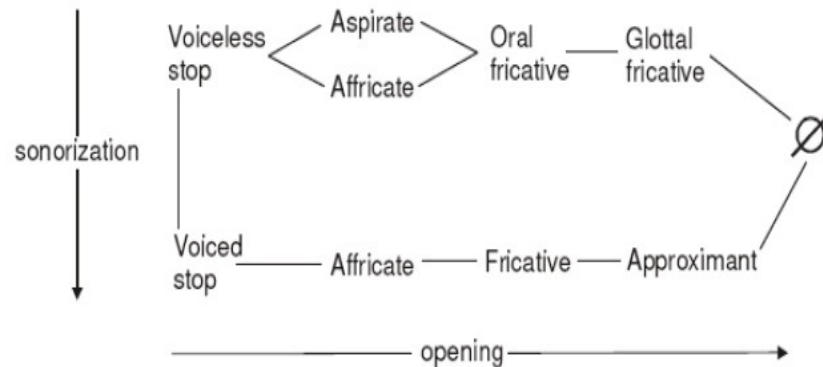 Aspirate
Voiceless
stop
Oral
fricative
Glottal
fricative
Affricate
Ø
sonorization
Voiced
stop
Affricate
Fricative
Approximant
opening